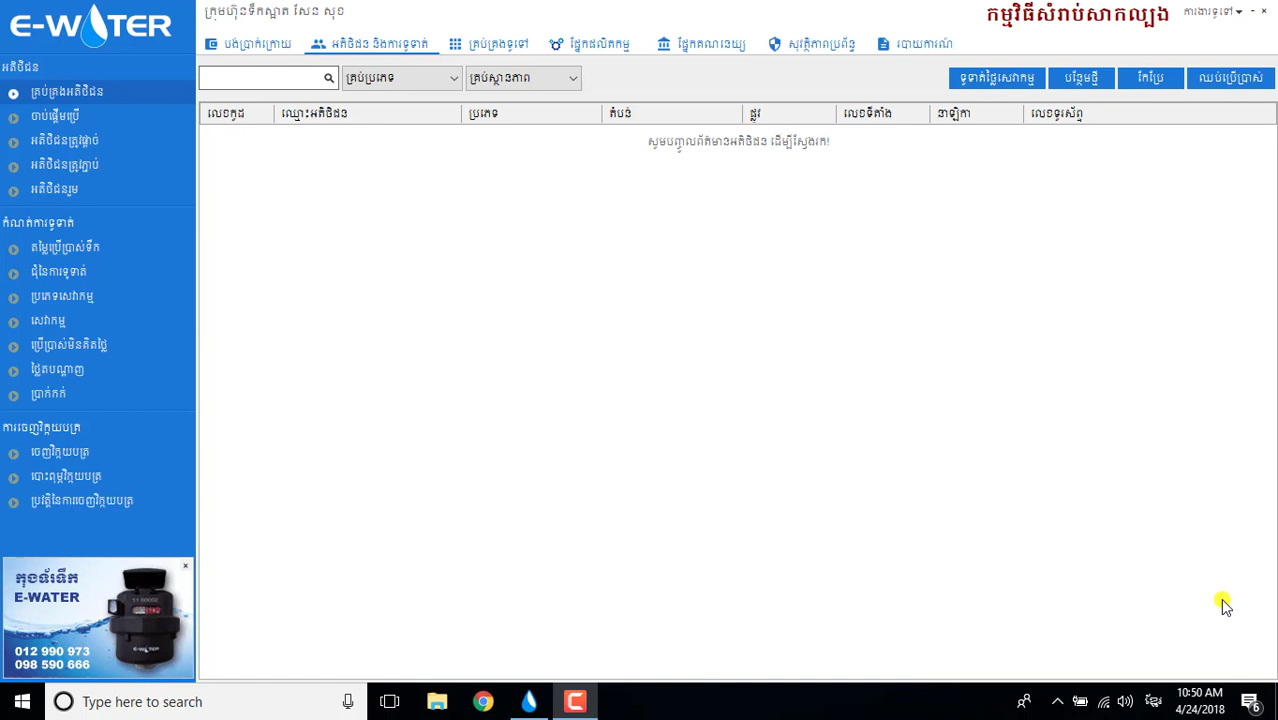 E-WATER
ក្រុមហ៊ុនទឹកស្អាត សែន សុខ
កម្មវិធីសំរាប់សាកល្បង
ការងារទូទៅ
បង់ប្រាក់ក្រោយ
អតិថិជន និងការទូទាត់
គ្រប់គ្រងទូទៅ
ផ្នែកផលិតកម្ម
ផ្នែកគណនេយ្យ
សុវត្ថិភាពប្រព័ន្ធ
របាយការណ៍
គ្រប់ប្រភេទ
គ្រប់ស្ថានភាព
ទូទាត់ថ្លៃសេវាកម្ម
បន្ថែមថ្មី
កែប្រែ
ឈប់ប្រើប្រាស់
លេខកូដ
ឈ្មោះអតិថិជន
ប្រភេទ
តំបន់
ផ្លូវ
លេខទីតាំង
នាឡិកា
លេខទូរស័ព្ទ
សូមបញ្ចូលព័ត៌មានអតិថិជន ដើម្បីស្វែងរក!
អតិថិជន
គ្រប់គ្រងអតិថិជន
ចាប់ផ្តើមប្រើ
អតិថិជនត្រូវផ្តាច់
អតិថិជនត្រូវភ្ជាប់
អតិថិជនរួម
កំណត់ការទូទាត់
តម្លៃប្រើប្រាស់ទឹក
ជុំនៃការទូទាត់
ប្រភេទសេវាកម្ម
សេវាកម្ម
ប្រើប្រាស់មិនគិតថ្លៃ
ថ្លៃតបណ្តាញ
ប្រាក់កក់
ការចេញវិក្កយបត្រ
ចេញវិក្កយបត្រ
បោះពុម្ពវិក្កយបត្រ
ប្រវត្តិនៃការចេញវិក្កយបត្រ
កុងទ័រទឹក
E-WATER
012 990 973
098 590 666
Type here to search
10:50 AM
4/24/2018
6